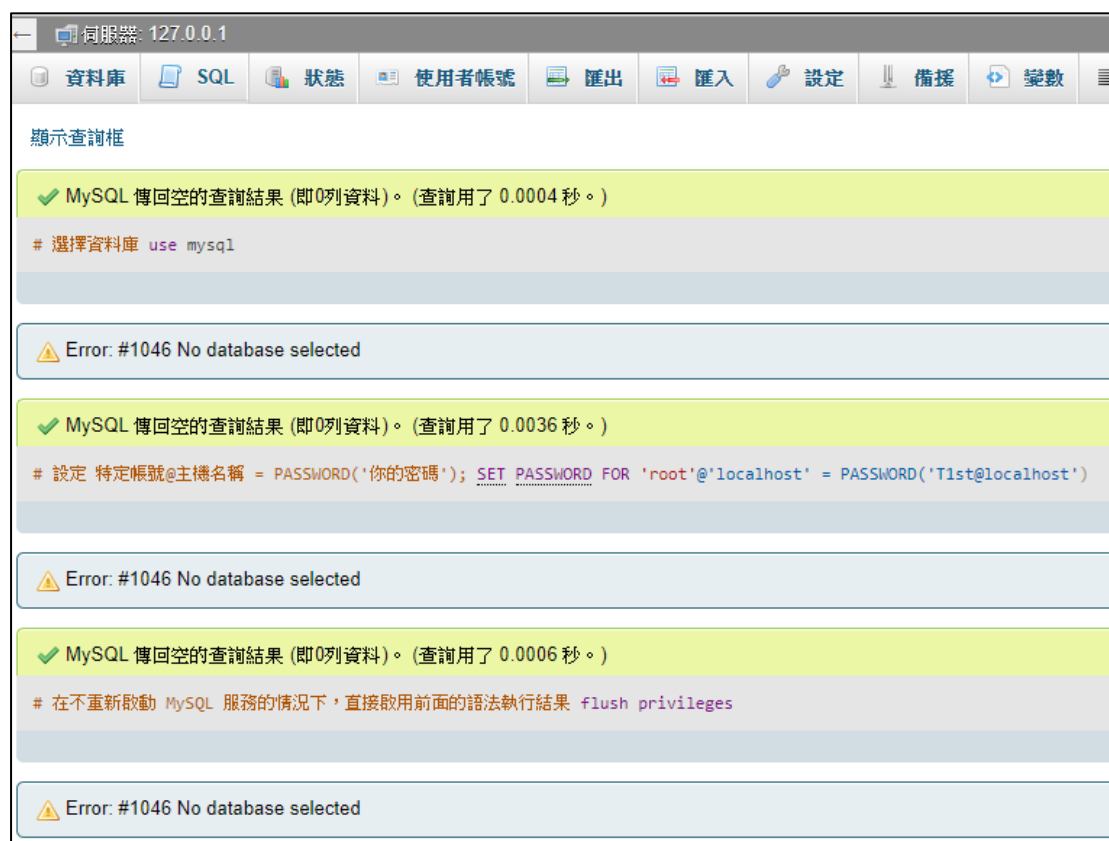 ← 伺服器: 127.0.0.1
資料庫 SQL 狀態 使用者帳號 匯出 匯入 設定 備援 變數
顯示查詢框
MySQL 傳回空的查詢結果 (即0列資料)。 (查詢用了 0.0004 秒。)
# 選擇資料庫 use mysql
Error: #1046 No database selected
MySQL 傳回空的查詢結果 (即0列資料)。 (查詢用了 0.0036 秒。)
# 設定 特定帳號@主機名稱 = PASSWORD('你的密碼'); SET PASSWORD FOR 'root'@'localhost' = PASSWORD('T1st@localhost')
Error: #1046 No database selected
MySQL 傳回空的查詢結果 (即0列資料)。 (查詢用了 0.0006 秒。)
# 在不重新啟動 MySQL 服務的情況下，直接啟用前面的語法執行結果 flush privileges
Error: #1046 No database selected